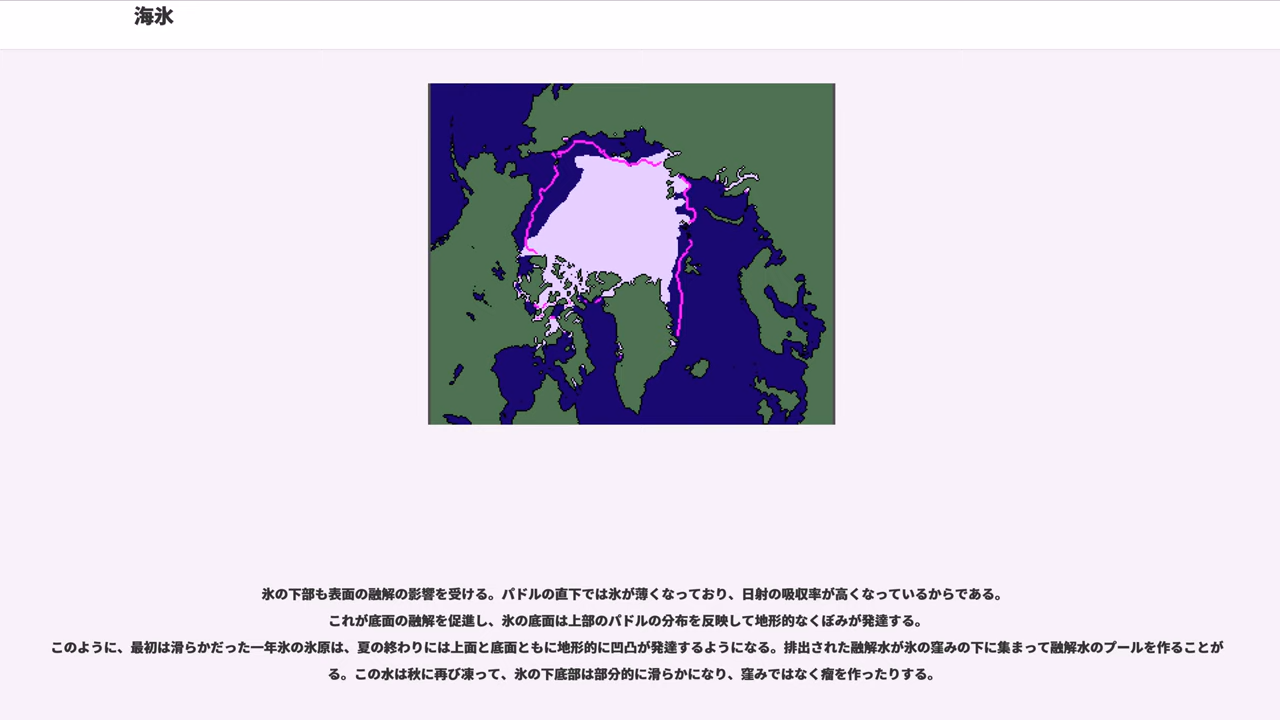 海氷
氷の下部も表面の融解の影響を受ける。パドルの直下では氷が薄くなっており、日射の吸収率が高くなっているからである。
これが底面の融解を促進し、氷の底面は上部のパドルの分布を反映して地形的なくぼみが発達する。
このように、最初は滑らかだった一年氷の氷原は、夏の終わりには上面と底面ともに地形的に凹凸が発達するようになる。排出された融解水が氷の窪みの下に集まって融解水のプールを作ることが
る。この水は秋に再び凍って、氷の下底部は部分的に滑らかになり、窪みではなく瘤を作ったりする。